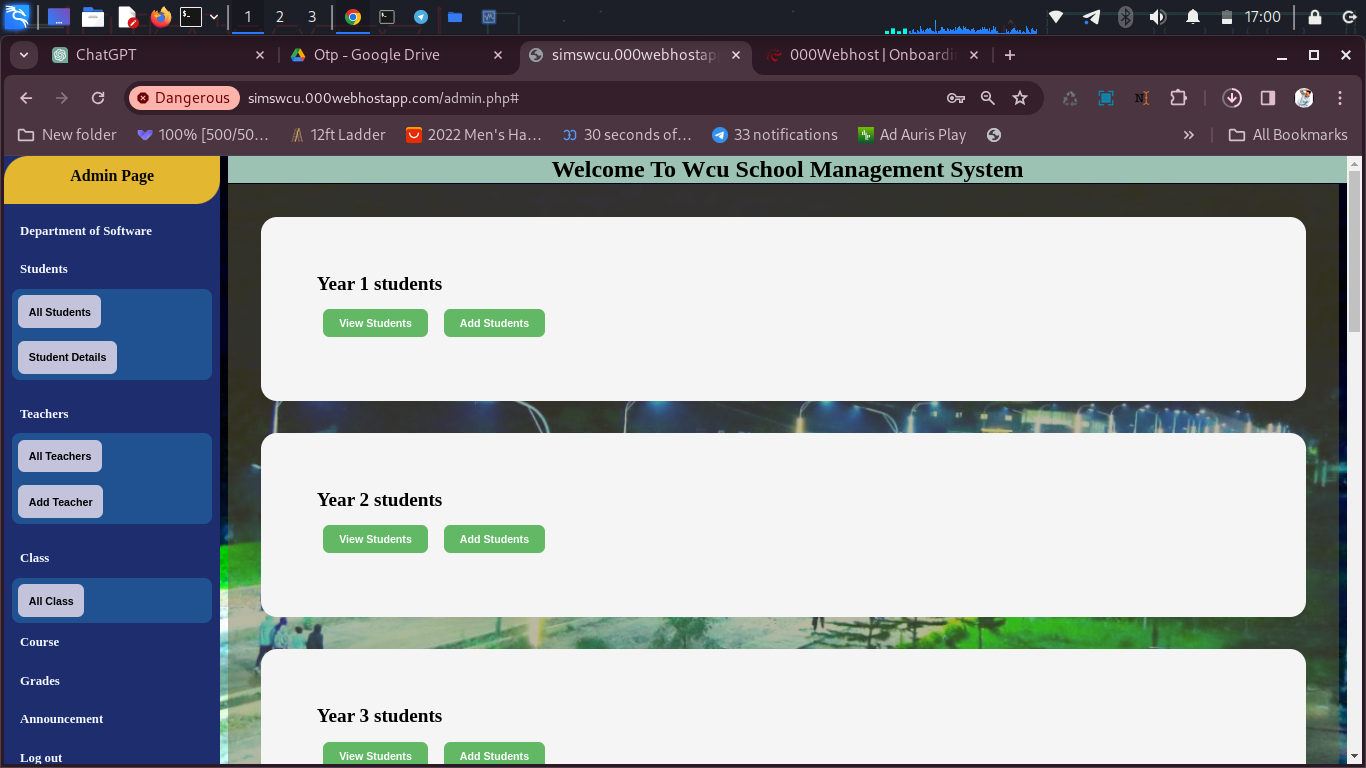 1 2 3 17:00
ChatGPT Otp - Google Drive simswcu.000webhostapp 000Webhost | Onboardin
Dangerous simswcu.000webhostapp.com/admin.php#
New folder 100% [500/50... 12ft Ladder 2022 Men's Ha... 30 seconds of... 33 notifications Ad Auris Play » All Bookmarks
Admin Page
Department of Software
Students
All Students
Student Details
Teachers
All Teachers
Add Teacher
Class
All Class
Course
Grades
Announcement
Log out
Welcome To Wcu School Management System
Year 1 students
View Students Add Students
Year 2 students
View Students Add Students
Year 3 students
View Students Add Students